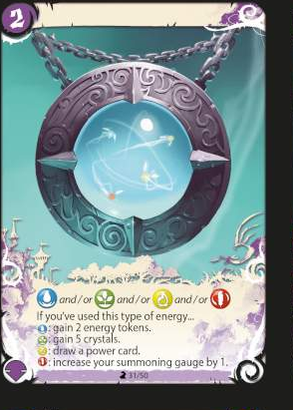 2
and/or and/or and/or
If you've used this type of energy...
: gain 2 energy tokens.
: gain 5 crystals.
: draw a power card.
: increase your summoning gauge by 1.
31/50